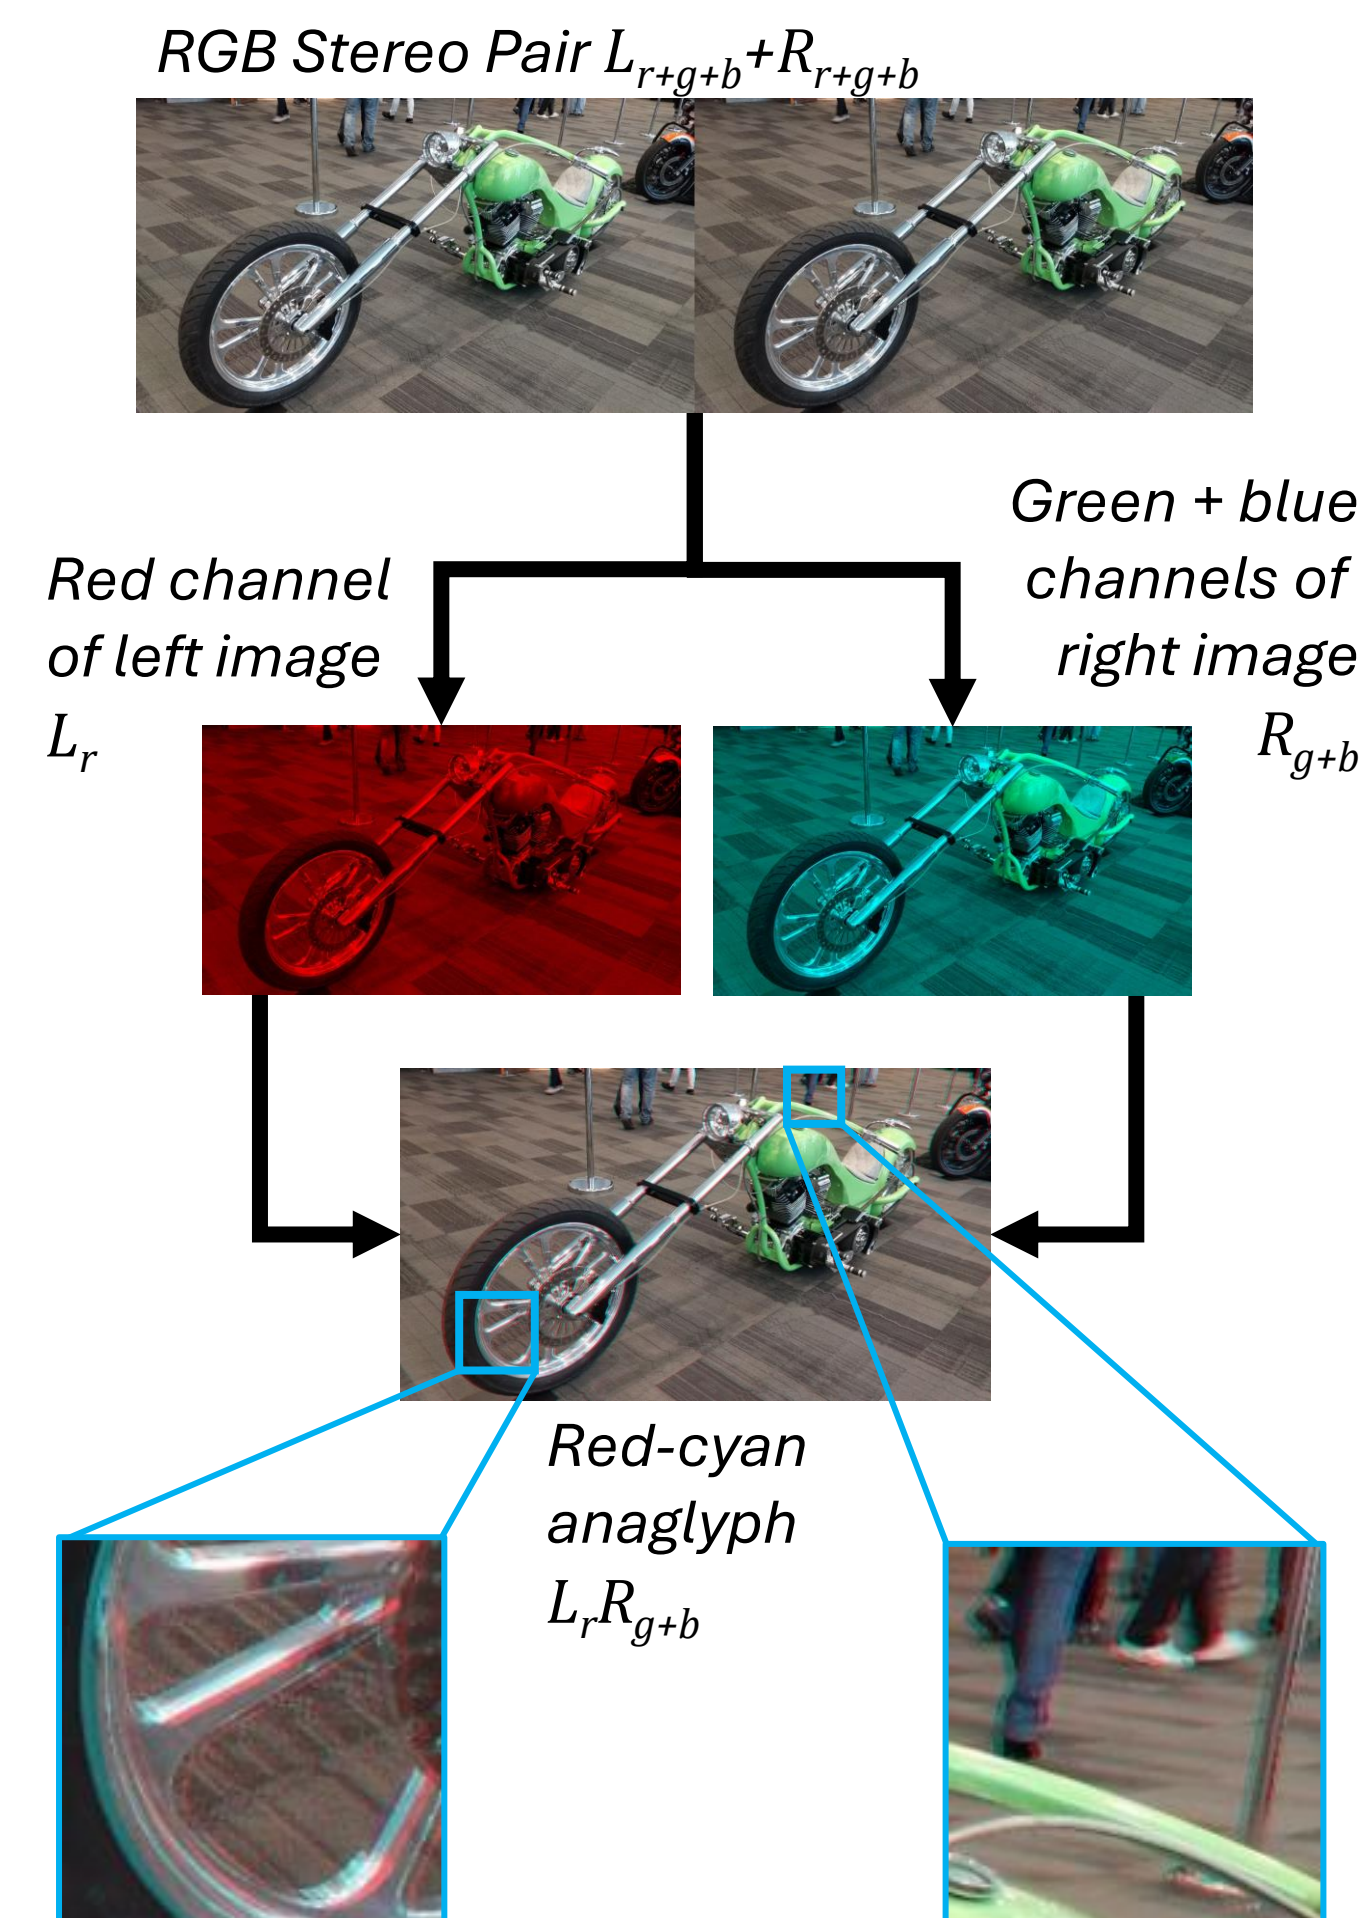 RGB Stereo Pair L_{r+g+b}+R_{r+g+b}
Red channel
of left image
L_r
Green + blue
channels of
right image
R_{g+b}
Red-cyan
anaglyph
L_rR_{g+b}